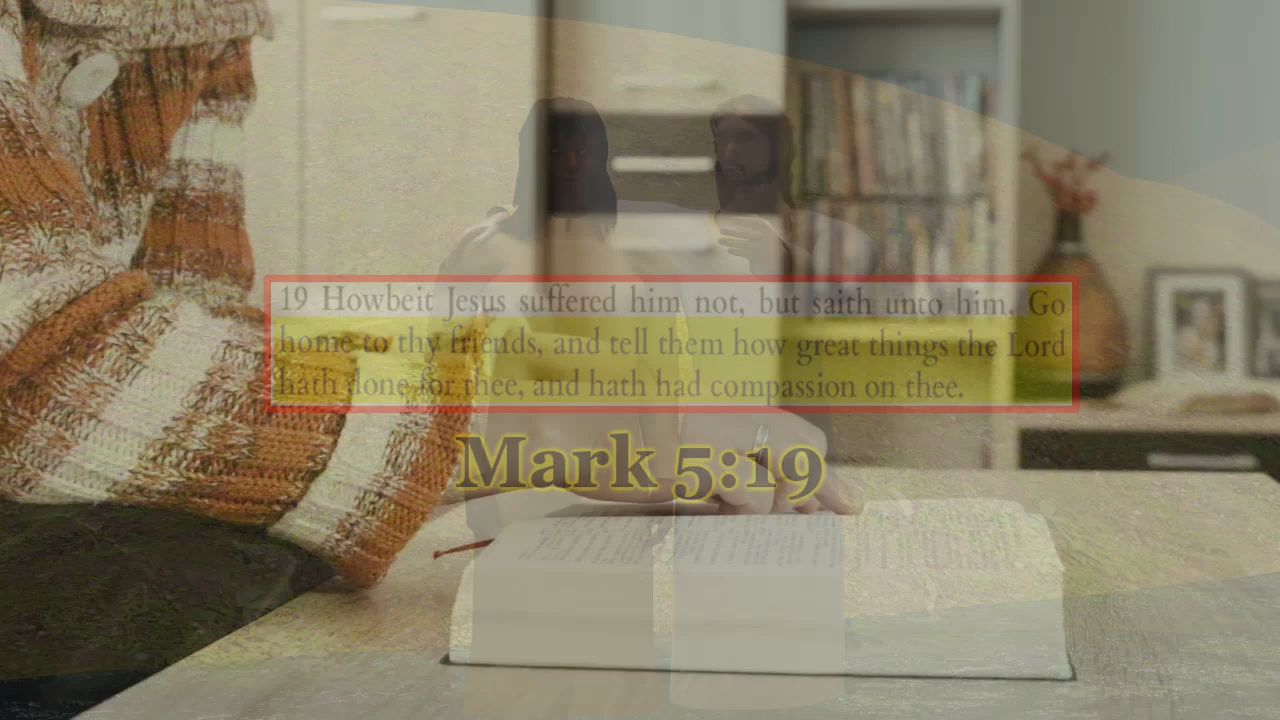 19 Howbeit Jesus suffered him not, but saith unto him, Go
home to thy friends, and tell them how great things the Lord
hath done for thee, and hath had compassion on thee.
Mark 5:19